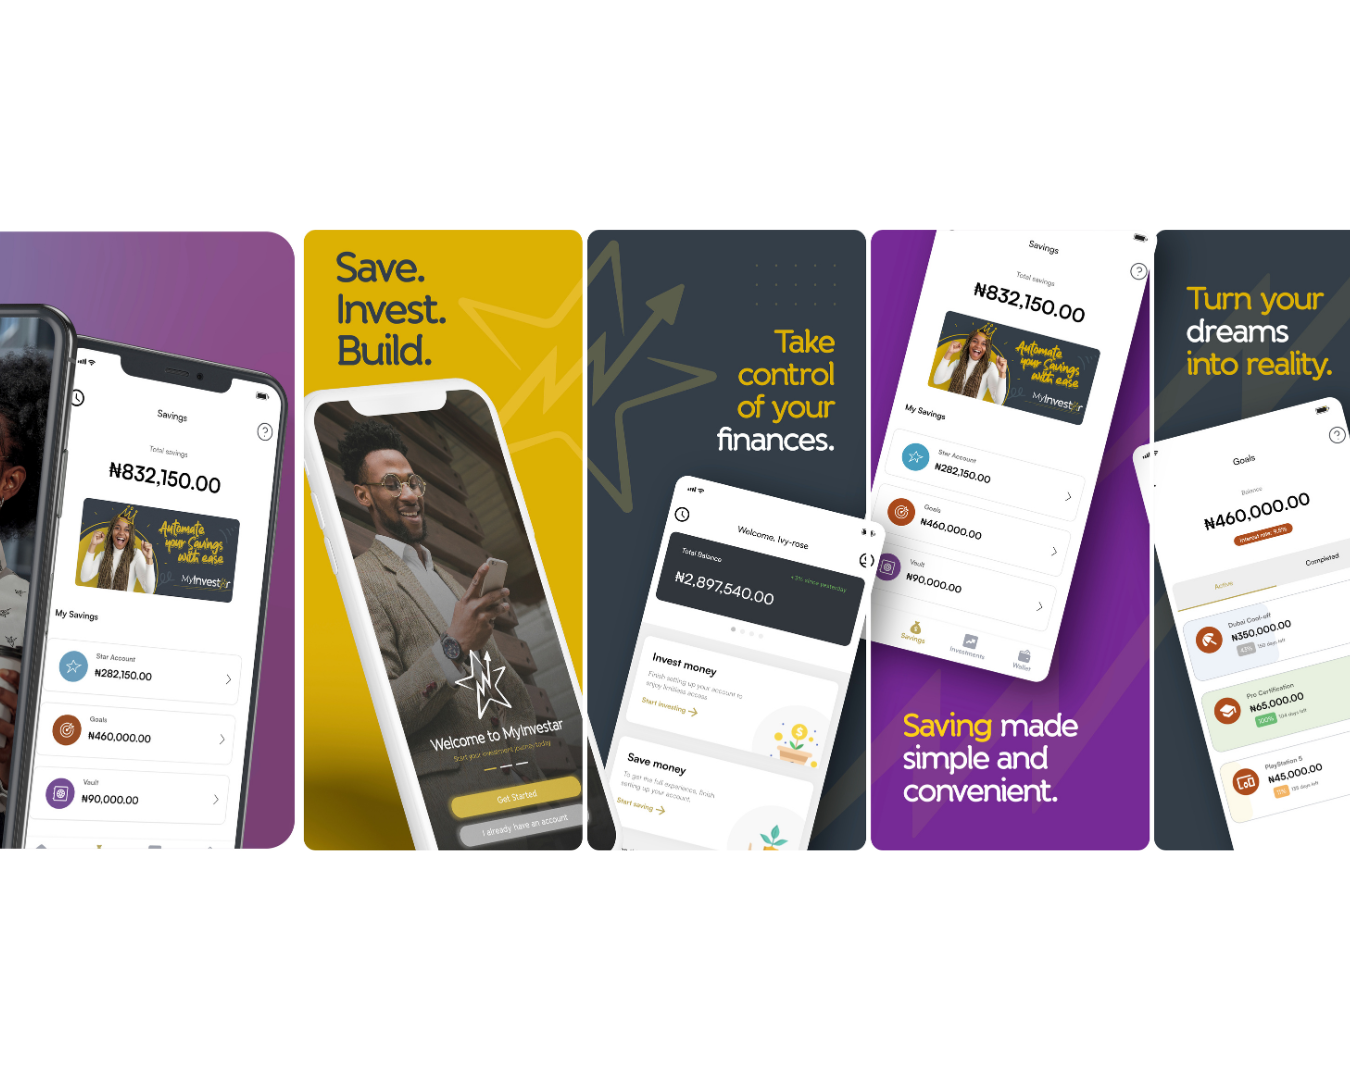 Savings
Total savings
₦832,150.00
Automate
your Savings
with ease
MyInvestar
My Savings
Star Account
₦282,150.00
Goals
₦460,000.00
Vault
₦90,000.00
Save.
Invest.
Build.
Welcome to MyInvestar
Start your investment journey today
Get Started
I already have an account
Take
control
of your
finances.
Welcome, Ivy-rose
Total Balance
+3% since yesterday
₦2,897,540.00
Invest money
Finish setting up your account to
enjoy limitless access
Start investing
Save money
To get the full experience, finish
setting up your account.
Start saving
Savings
Total savings
₦832,150.00
Automate
your Savings
with ease
MyInvestar
My Savings
Star Account
₦282,150.00
Goals
₦460,000.00
Vault
₦90,000.00
Savings
Investments
Wallet
Saving made
simple and
convenient.
Turn your
dreams
into reality.
Goals
Balance
₦460,000.00
Active
Completed
Dubai Cool-off
₦350,000.00
Pro Certification
₦65,000.00
100%
PlayStation 5
₦45,000.00